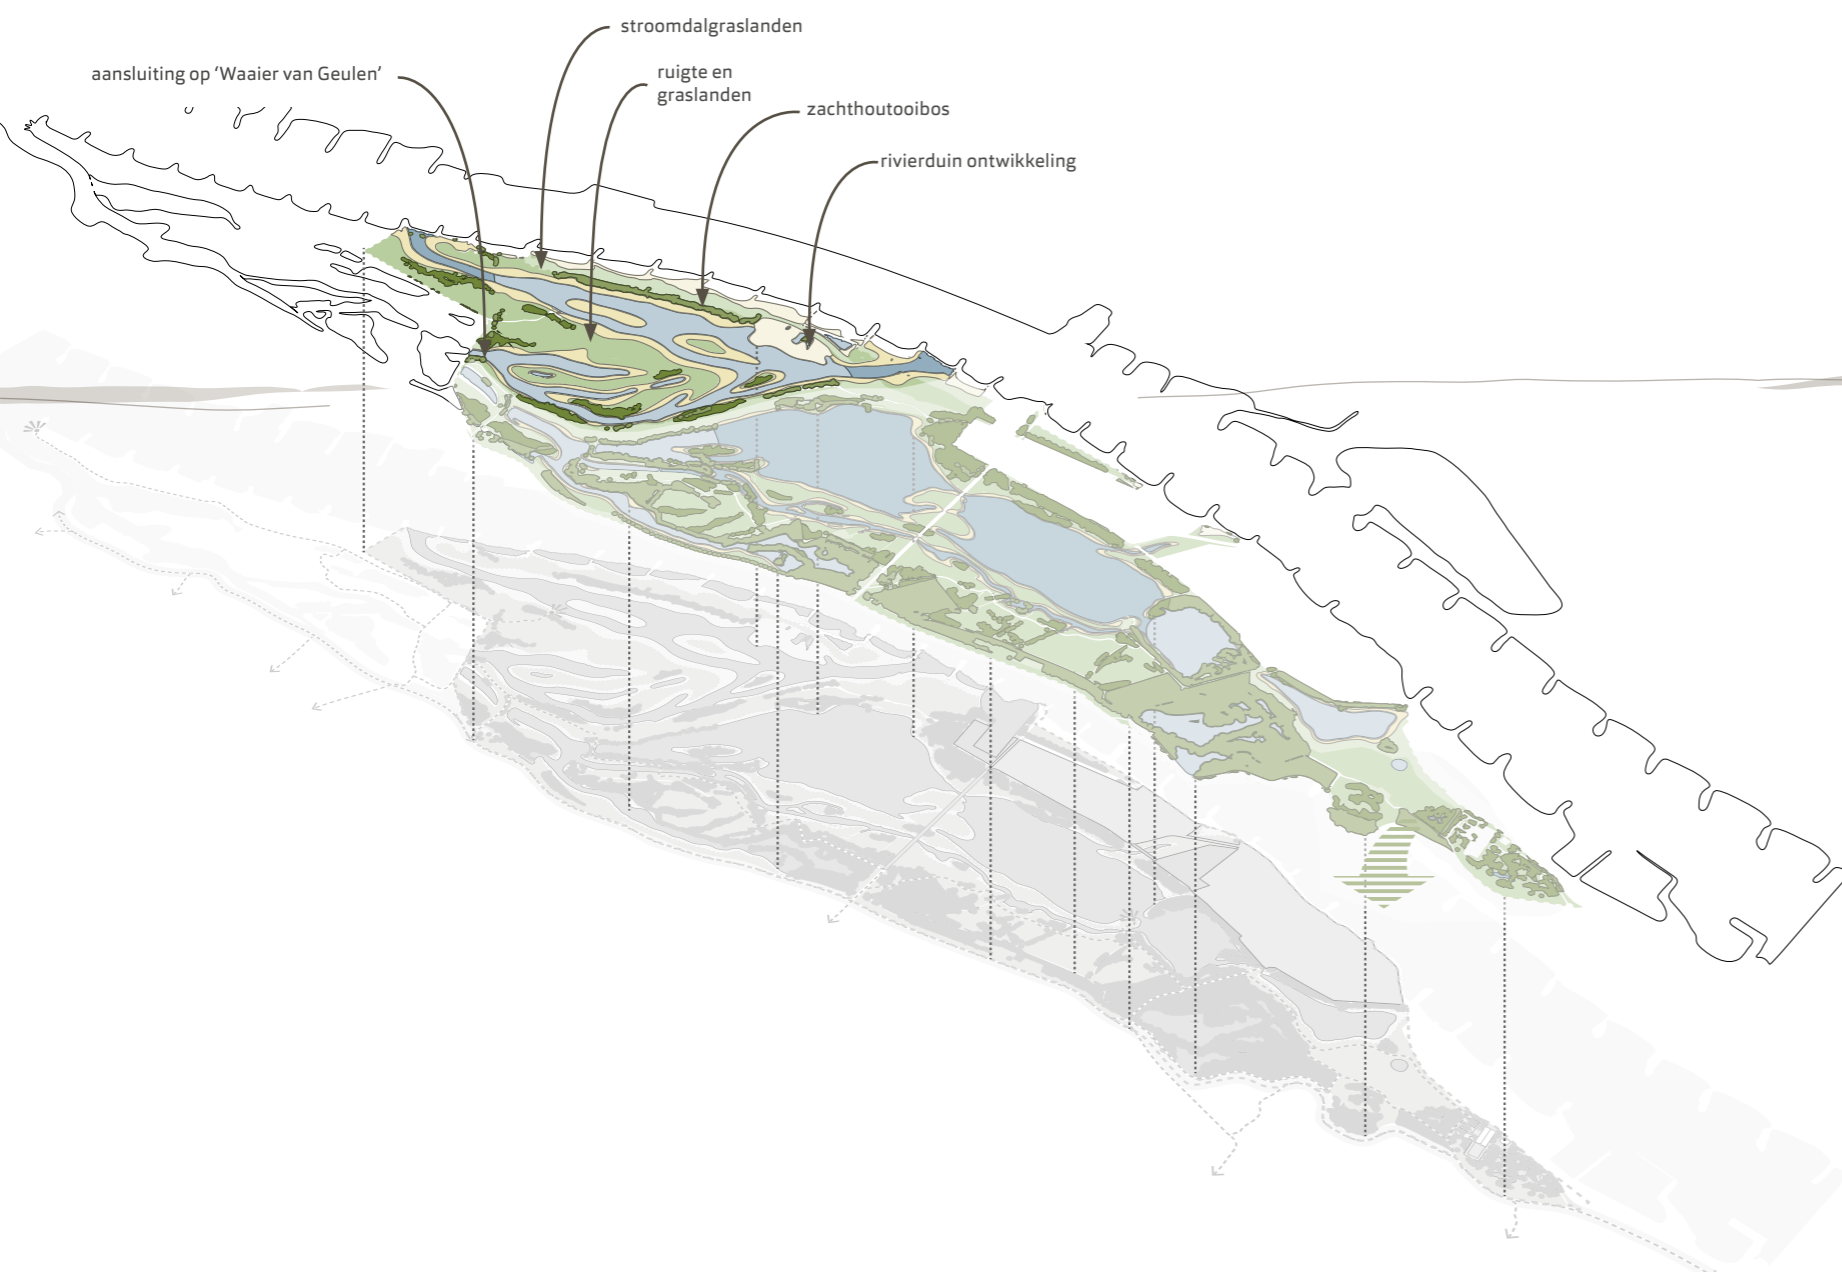 stroomdalgraslanden
aansluiting op ‘Waaier van Geulen’
ruigte en
graslanden
zachthoutooibos
rivierduin ontwikkeling